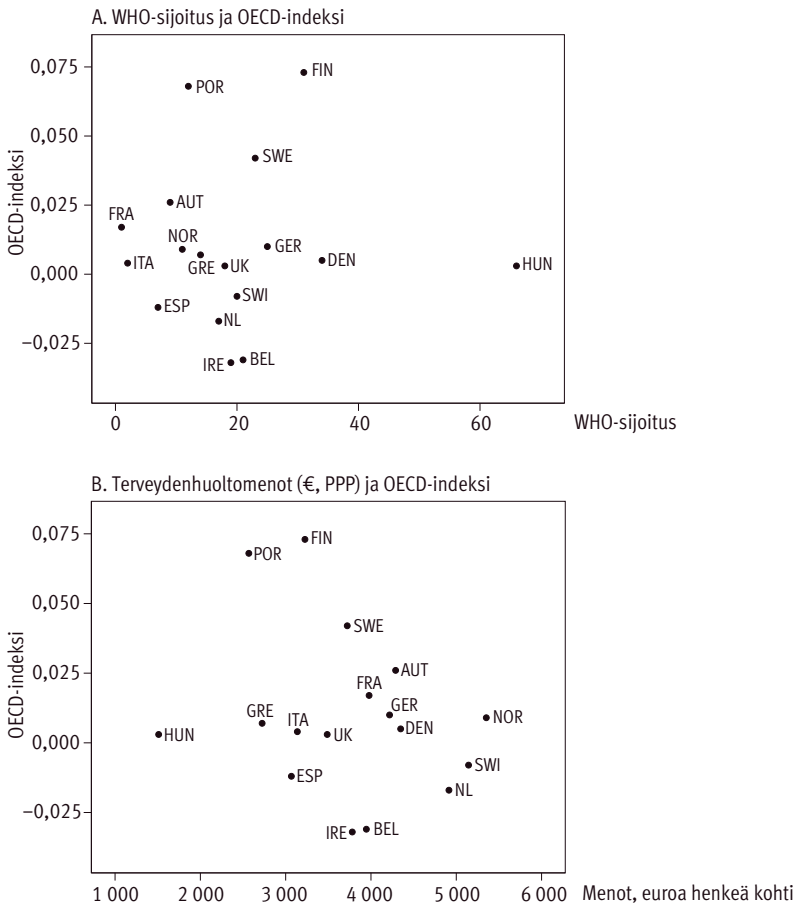 A. WHO-sijoitus ja OECD-indeksi
OECD-indeksi
0,075
0,050
0,025
0,000
−0,025
FIN
POR
SWE
AUT
FRA
NOR
GER
ITA
GRE
UK
DEN
HUN
SWI
ESP
NL
IRE
BEL
0
20
40
60
WHO-sijoitus
B. Terveydenhuoltomenot (€, PPP) ja OECD-indeksi
OECD-indeksi
0,075
0,050
0,025
0,000
−0,025
FIN
POR
SWE
AUT
FRA
GER
GRE
ITA
NOR
HUN
UK
DEN
SWI
ESP
NL
IRE
BEL
1 000
2 000
3 000
4 000
5 000
6 000
Menot, euroa henkeä kohti